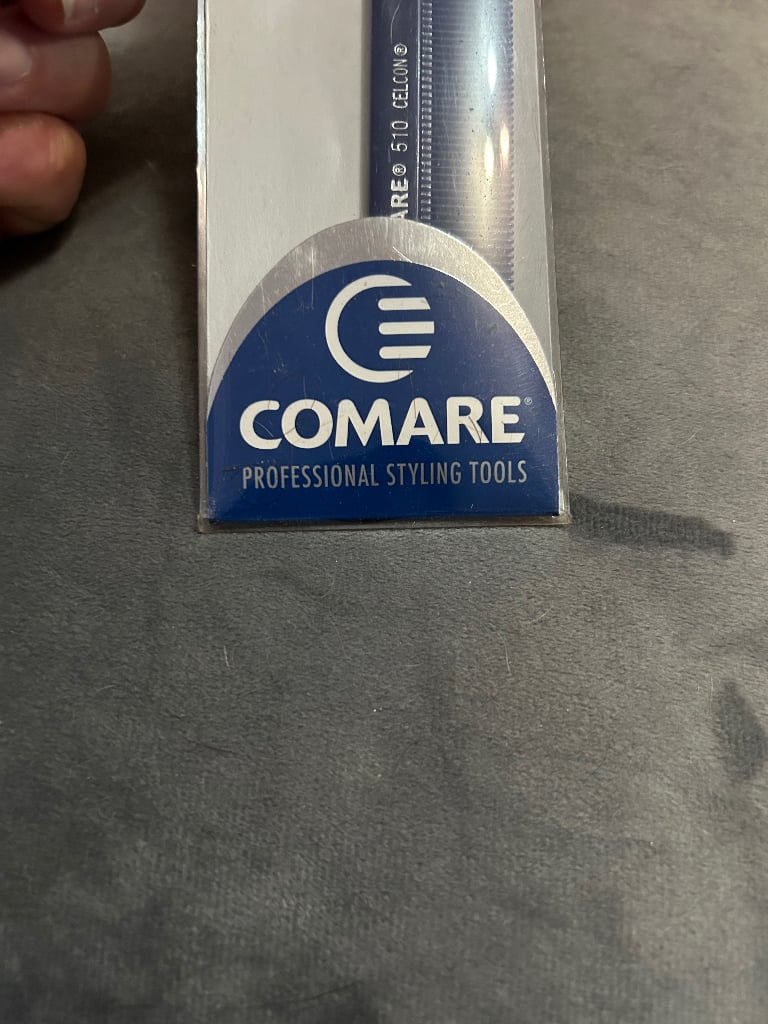 ARE® 510 CELCON®
COMARE®
PROFESSIONAL STYLING TOOLS